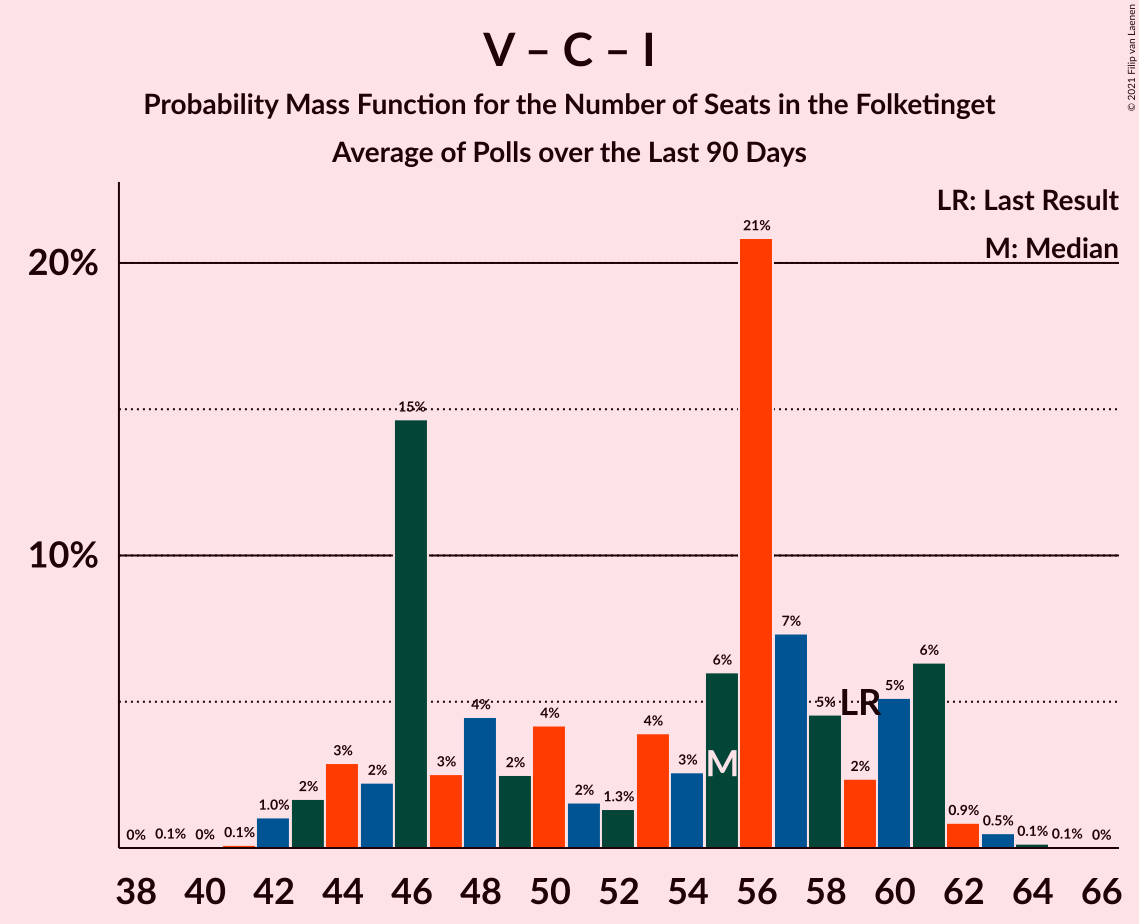 V – C – I
Probability Mass Function for the Number of Seats in the Folketinget
Average of Polls over the Last 90 Days
© 2021 Filip van Laenen
LR: Last Result
M: Median
20%
10%
0% 0.1% 0% 0.1% 1.0% 2% 3% 2% 15% 3% 4% 2% 4% 2% 1.3% 4% 3% 6% 21% 7% 5% 2% 5% 6% 0.9% 0.5% 0.1% 0.1% 0%
M
LR
38 40 42 44 46 48 50 52 54 56 58 60 62 64 66